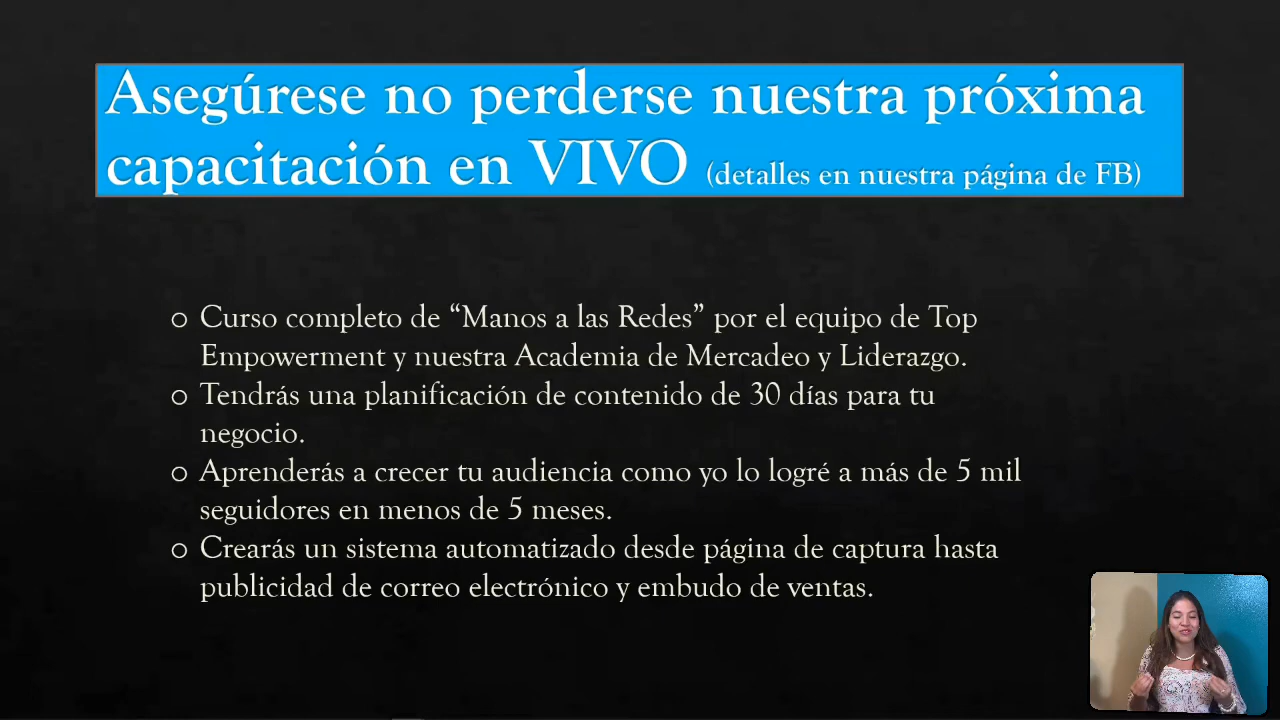 Asegúrese no perderse nuestra próxima
capacitación en VIVO (detalles en nuestra página de FB)
o Curso completo de “Manos a las Redes” por el equipo de Top
Empowerment y nuestra Academia de Mercadeo y Liderazgo.
o Tendrás una planificación de contenido de 30 días para tu
negocio.
o Aprenderás a crecer tu audiencia como yo lo logré a más de 5 mil
seguidores en menos de 5 meses.
o Crearás un sistema automatizado desde página de captura hasta
publicidad de correo electrónico y embudo de ventas.